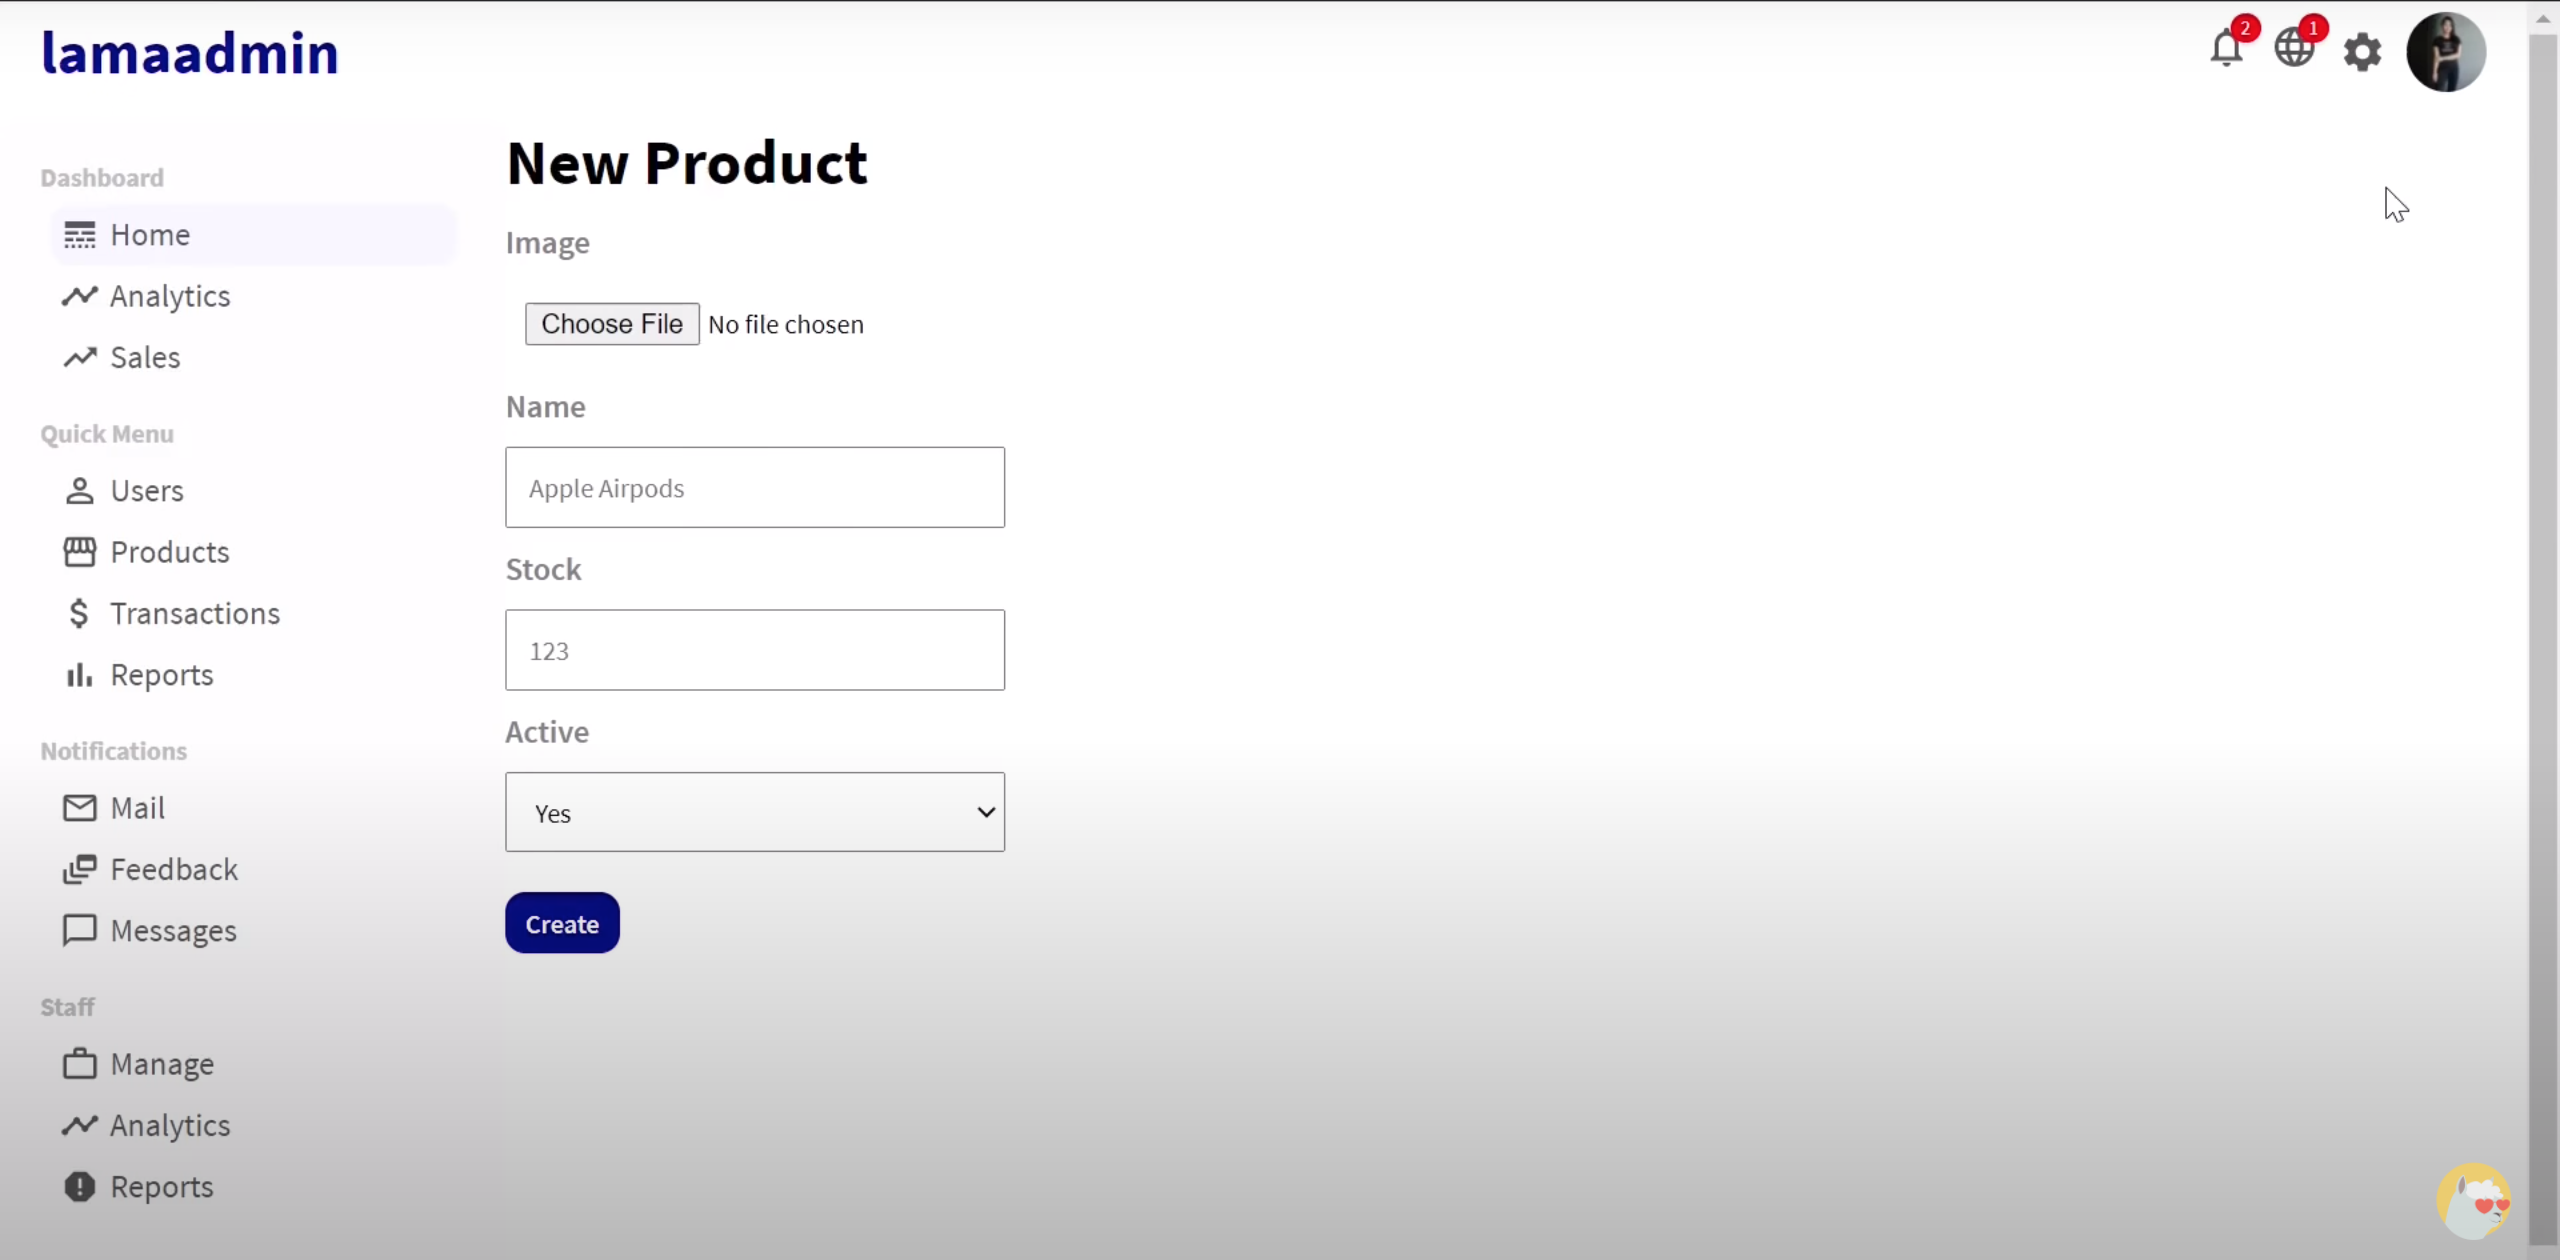 lamaadmin
2
1
Dashboard
Home
Analytics
Sales
Quick Menu
Users
Products
Transactions
Reports
Notifications
Mail
Feedback
Messages
Staff
Manage
Analytics
Reports
New Product
Image
Choose File No file chosen
Name
Apple Airpods
Stock
123
Active
Yes
Create